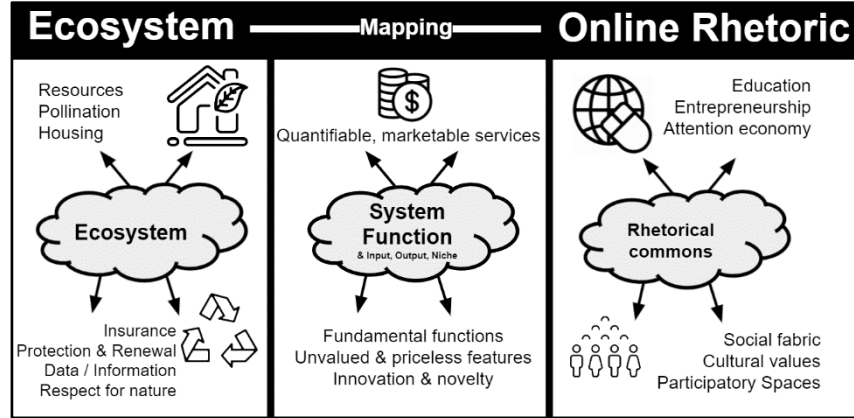 Ecosystem
Mapping
Online Rhetoric
Resources
Pollination
Housing
Ecosystem
Insurance
Protection & Renewal
Data / Information
Respect for nature
$
Quantifiable, marketable services
System
Function
& Input, Output, Niche
Fundamental functions
Unvalued & priceless features
Innovation & novelty
Education
Entrepreneurship
Attention economy
Rhetorical
commons
Social fabric
Cultural values
Participatory Spaces